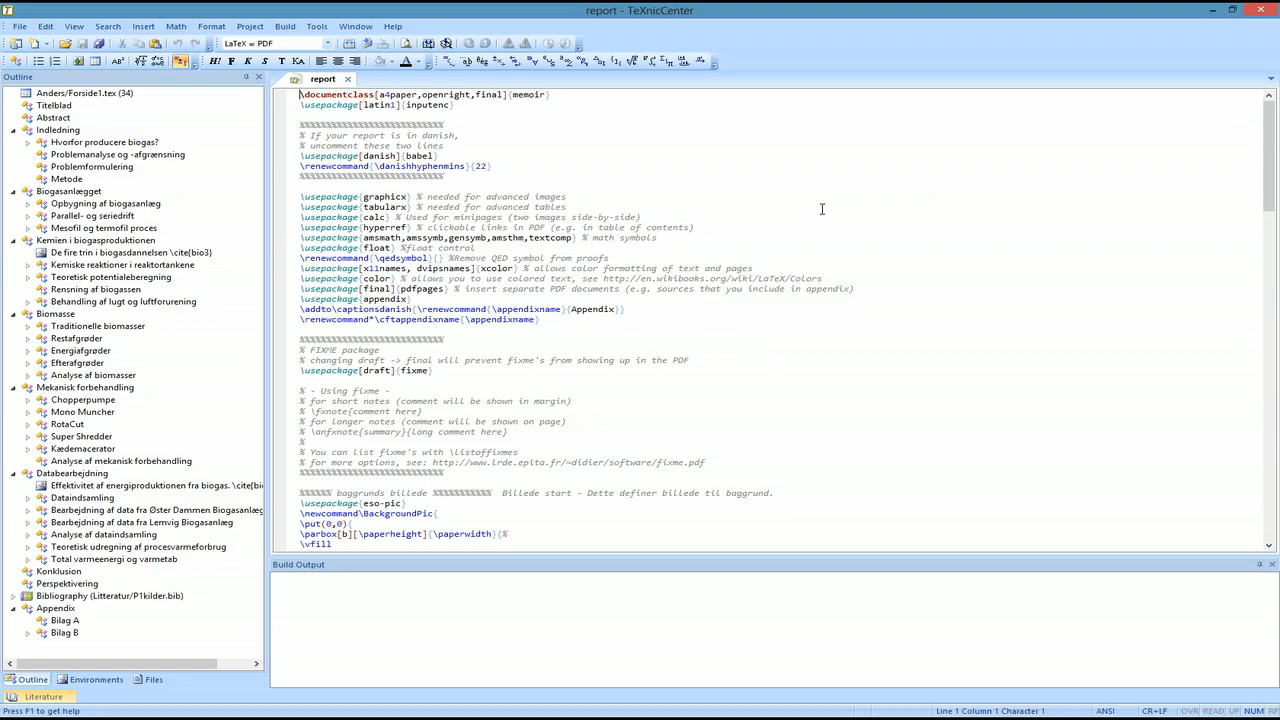 report - TeXnicCenter
File Edit View Search Insert Math Format Project Build Tools Window Help
LaTeX ⇨ PDF
Outline
Anders/Forside1.tex (34)
Titelblad
Abstract
Indledning
Hvorfor producere biogas?
Problemanalyse og -afgrænsning
Problemformulering
Metode
Biogasanlægget
Opbygning af biogasanlæg
Parallel- og seriedrift
Mesofil og termofil proces
Kemien i biogasproduktionen
De fire trin i biogasdannelsen \cite{bio3}
Kemiske reaktioner i reaktortankene
Teoretisk potentialeberegning
Rensning af biogassen
Behandling af lugt og luftforurening
Biomasse
Traditionelle biomasser
Restafgrøder
Energiafgrøder
Efterafgrøder
Analyse af biomasser
Mekanisk forbehandling
Chopperpumpe
Mono Muncher
RotaCut
Super Shredder
Kædemacerator
Analyse af mekanisk forbehandling
Databearbejdning
Effektivitet af energiproduktionen fra biogas. \cite{bi
Dataindsamling
Bearbejdning af data fra Øster Dammen Biogasanlæg
Bearbejdning af data fra Lemvig Biogasanlæg
Analyse af dataindsamling
Teoretisk udregning af procesvarmeforbrug
Total varmeenergi og varmetab
Konklusion
Perspektivering
Bibliography (Litteratur/P1kilder.bib)
Appendix
Bilag A
Bilag B
Outline Environments Files
Literature
report
\documentclass[a4paper,openright,final]{memoir}
\usepackage[latin1]{inputenc}
%%%%%%%%%%%%%%%%%%%%%%%%%%%%
% If your report is in danish,
% uncomment these two lines
\usepackage[danish]{babel}
\renewcommand{\danishhyphenmins}{22}
%%%%%%%%%%%%%%%%%%%%%%%%%%%%
\usepackage{graphicx} % needed for advanced images
\usepackage{tabularx} % needed for advanced tables
\usepackage{calc} % Used for minipages (two images side-by-side)
\usepackage{hyperref} % clickable links in PDF (e.g. in table of contents)
\usepackage{amsmath,amssymb,gensymb,amsthm,textcomp} % math symbols
\usepackage{float} %float control
\renewcommand{\qedsymbol}{} %Remove QED symbol from proofs
\usepackage[x11names, dvipsnames]{xcolor} % allows color formatting of text and pages
\usepackage{color} % allows you to use colored text, see http://en.wikibooks.org/wiki/LaTeX/Colors
\usepackage[final]{pdfpages} % insert separate PDF documents (e.g. sources that you include in appendix)
\usepackage{appendix}
\addto\captionsdanish{\renewcommand{\appendixname}{Appendix}}
\renewcommand*\cftappendixname{\appendixname}
%%%%%%%%%%%%%%%%%%%%%%%%%%%%
% FIXME package
% changing draft -> final will prevent fixme's from showing up in the PDF
\usepackage[draft]{fixme}
% - Using fixme -
% for short notes (comment will be shown in margin)
% \fxnote{comment here}
% for longer notes (comment will be shown on page)
% \anfxnote{summary}{long comment here}
%
% You can list fixme's with \listoffixmes
% for more options, see: http://www.lrde.epita.fr/~didier/software/fixme.pdf
%%%%%%%%%%%%%%%%%%%%%%%%%%%%
%%%%%% baggrunds billede %%%%%%%%%%% Billede start - Dette definer billede til baggrund.
\usepackage{eso-pic}
\newcommand\BackgroundPic{
\put(0,0){
\parbox[b][\paperheight]{\paperwidth}{%
\vfill
Build Output
Press F1 to get help
Line 1 Column 1 Character 1 ANSI CR+LF OVR READ UF NUM RF